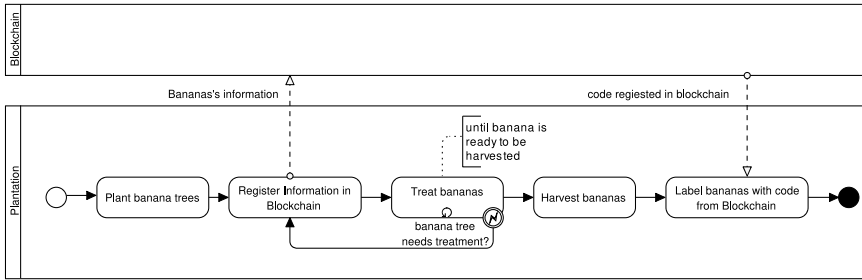 Blockchain
Bananas's information
code regiested in blockchain
Plantation
until banana is
ready to be
harvested
Plant banana trees
Register Information in
Blockchain
Treat bananas
Harvest bananas
Label bananas with code
from Blockchain
banana tree
needs treatment?